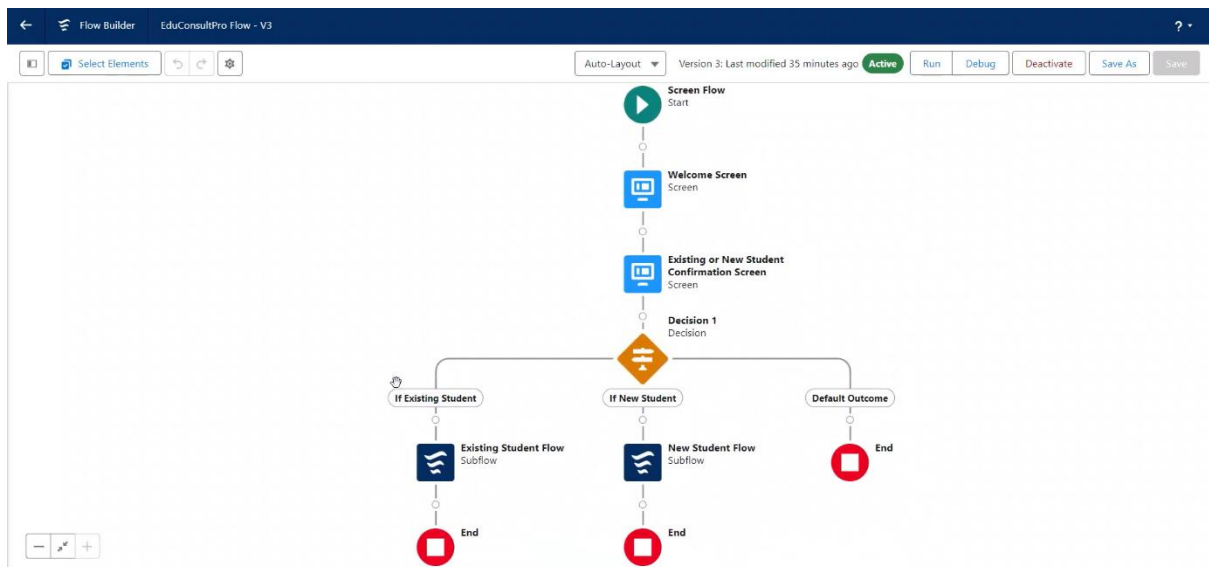 Flow Builder EduConsultPro Flow - V3 ?
Select Elements Auto-Layout Version 3: Last modified 35 minutes ago Active Run Debug Deactivate Save As Save
Screen Flow
Start
Welcome Screen
Screen
Existing or New Student
Confirmation Screen
Screen
Decision 1
Decision
If Existing Student If New Student Default Outcome
Existing Student Flow
Subflow
New Student Flow
Subflow
End
End
End